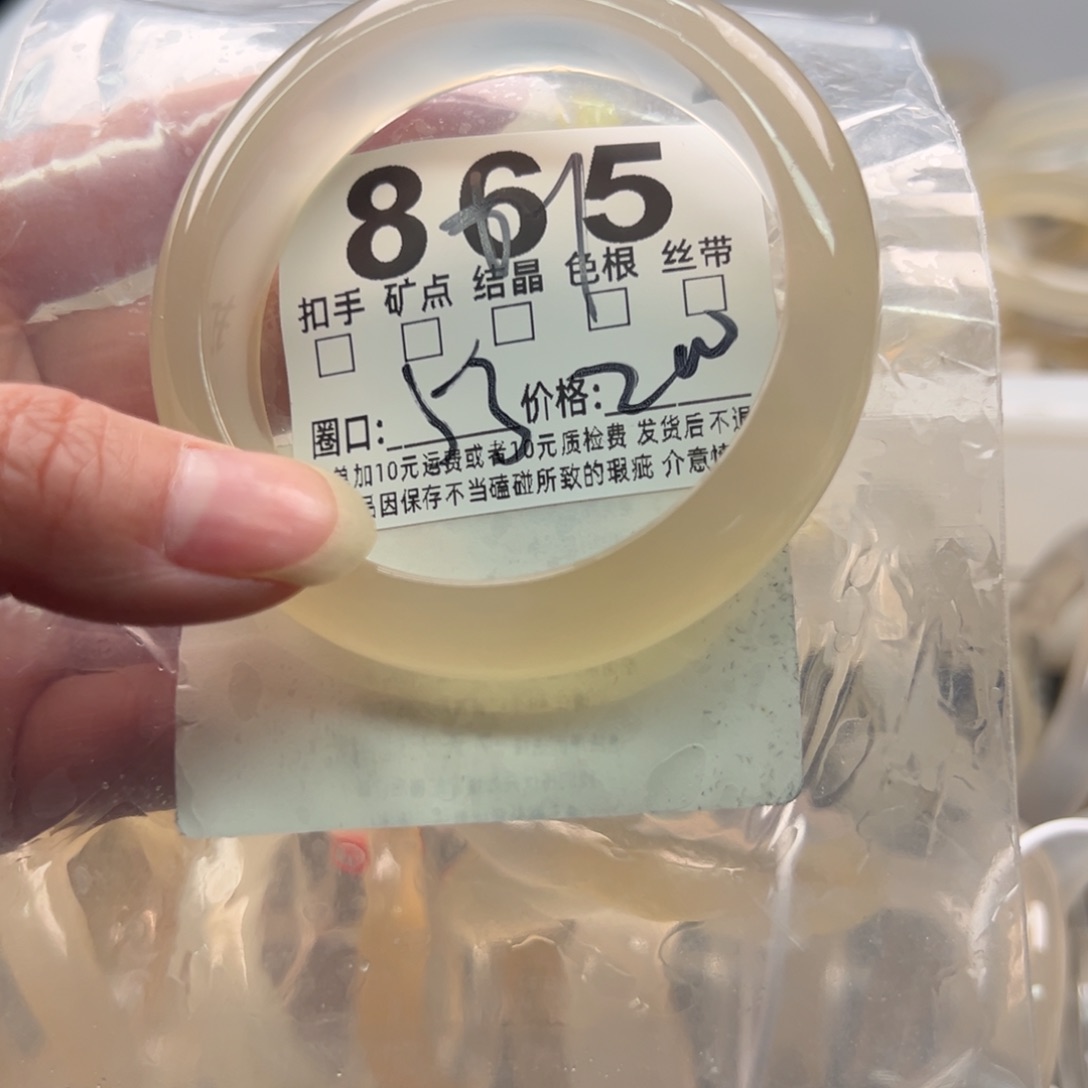 865
扣手 矿点 结晶 色根 丝带
圈口: 价格:
加10元运费或者10元质检费 发货后不退
因保存不当磕碰所致的瑕疵 介意